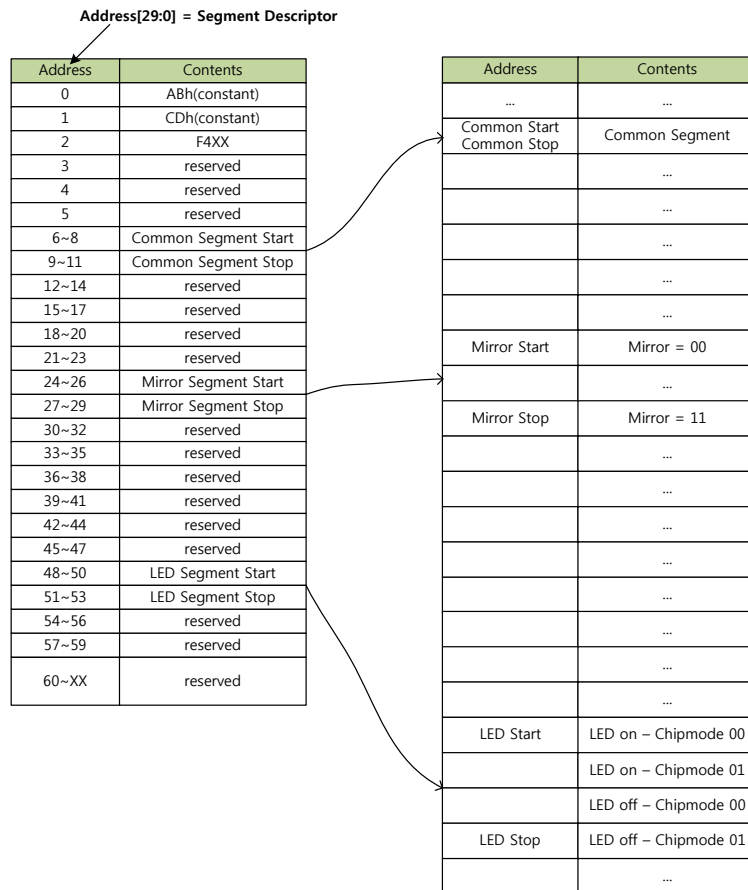 Address[29:0] = Segment Descriptor
Address Contents
0 ABh(constant)
1 CDh(constant)
2 F4XX
3 reserved
4 reserved
5 reserved
6~8 Common Segment Start
9~11 Common Segment Stop
12~14 reserved
15~17 reserved
18~20 reserved
21~23 reserved
24~26 Mirror Segment Start
27~29 Mirror Segment Stop
30~32 reserved
33~35 reserved
36~38 reserved
39~41 reserved
42~44 reserved
45~47 reserved
48~50 LED Segment Start
51~53 LED Segment Stop
54~56 reserved
57~59 reserved
60~XX reserved
Address Contents
... ...
Common Start
Common Stop Common Segment
...
...
...
...
...
Mirror Start Mirror = 00
...
Mirror Stop Mirror = 11
...
...
...
...
...
...
...
...
LED Start LED on – Chipmode 00
LED on – Chipmode 01
LED off – Chipmode 00
LED Stop LED off – Chipmode 01
...